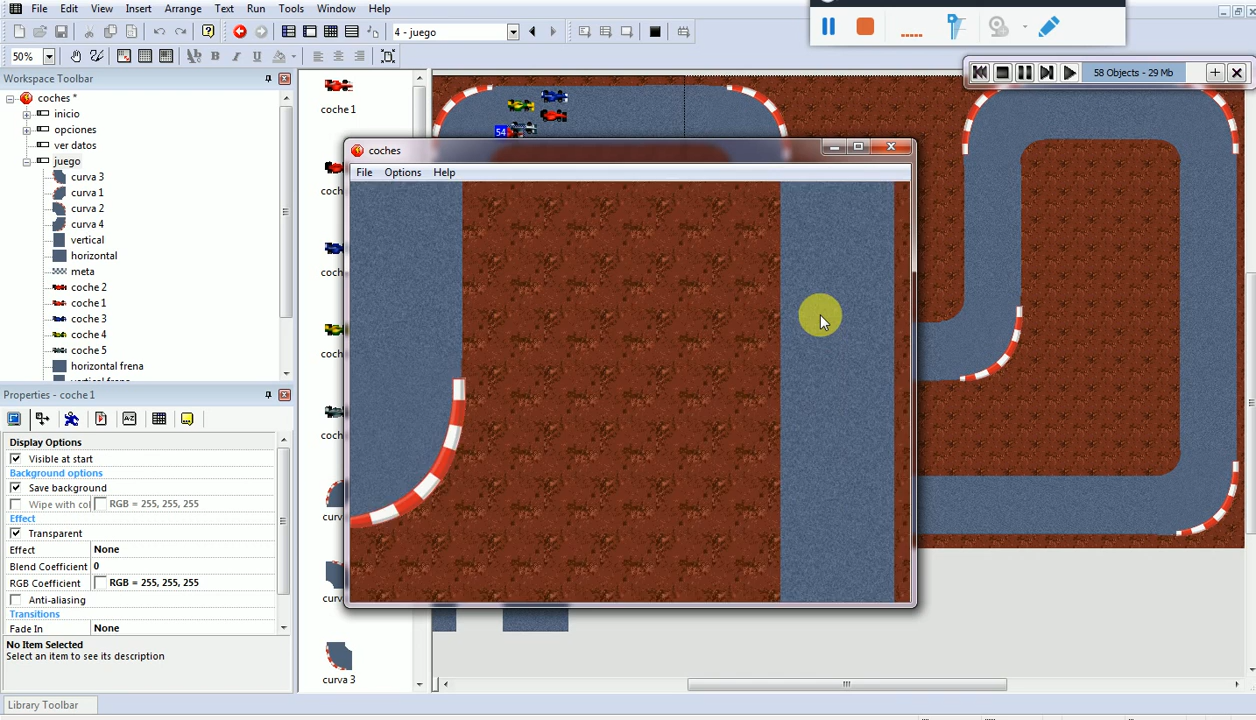 File Edit View Insert Arrange Text Run Tools Window Help
4 - juego
50%
B I U
58 Objects - 29 Mb
Workspace Toolbar
coches *
inicio
opciones
ver datos
juego
curva 3
curva 1
curva 2
curva 4
vertical
horizontal
meta
coche 2
coche 1
coche 3
coche 4
coche 5
horizontal frena
coche 1
54
coches
File Options Help
curva 3
Properties - coche 1
Display Options
Visible at start
Background options
Save background
Wipe with col RGB = 255, 255, 255
Effect
Transparent
Effect None
Blend Coefficient 0
RGB Coefficient RGB = 255, 255, 255
Anti-aliasing
Transitions
Fade In None
No Item Selected
Select an item to see its description
Library Toolbar